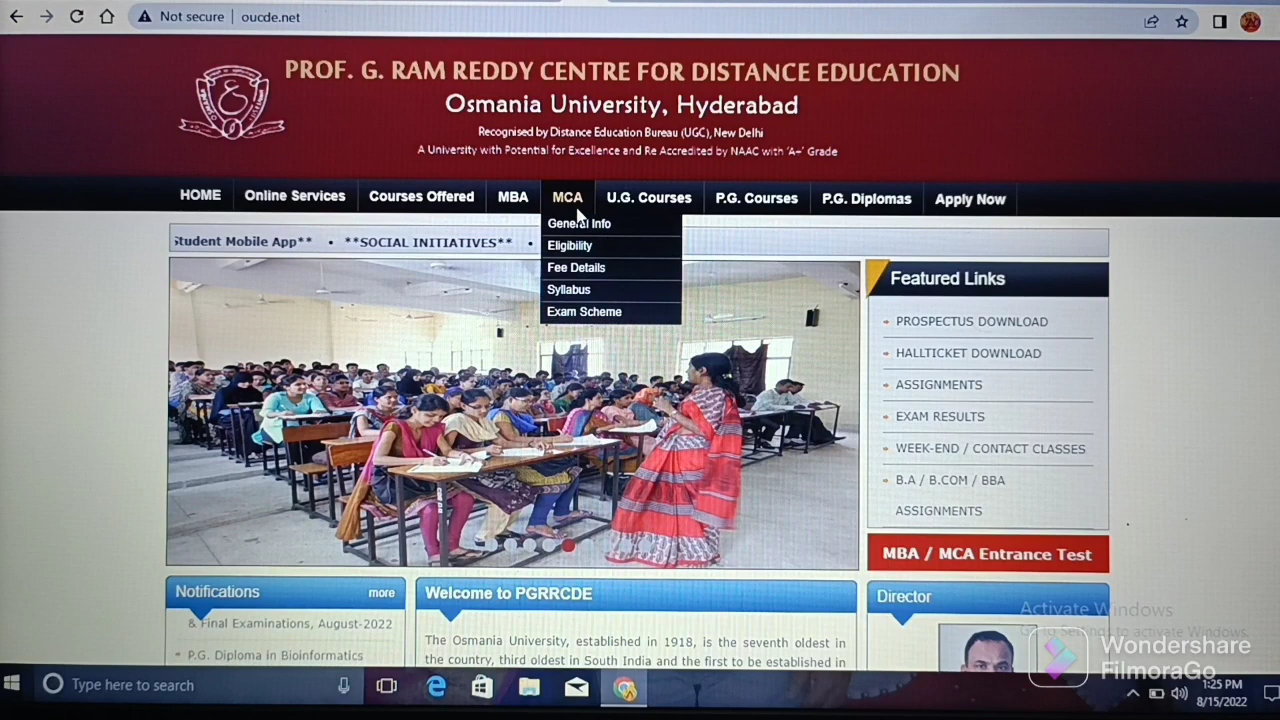 Not secure | oucde.net
PROF. G. RAM REDDY CENTRE FOR DISTANCE EDUCATION
Osmania University, Hyderabad
Recognised by Distance Education Bureau (UGC), New Delhi
A University with Potential for Excellence and Re Accredited by NAAC with 'A+' Grade
HOME Online Services Courses Offered MBA MCA U.G. Courses P.G. Courses P.G. Diplomas Apply Now
General Info
Eligibility
Fee Details
Syllabus
Exam Scheme
Student Mobile App** • **SOCIAL INITIATIVES** •
Featured Links
PROSPECTUS DOWNLOAD
HALLTICKET DOWNLOAD
ASSIGNMENTS
EXAM RESULTS
WEEK-END / CONTACT CLASSES
B.A / B.COM / BBA
ASSIGNMENTS
MBA / MCA Entrance Test
Notifications more
& Final Examinations, August-2022
P.G. Diploma in Bioinformatics
Welcome to PGRRCDE
The Osmania University, established in 1918, is the seventh oldest in
the country, third oldest in South India and the first to be established in
Director
Activate Windows
Go to Settings to activate Windows.
Wondershare
FilmoraGo
Type here to search
1:25 PM
8/15/2022